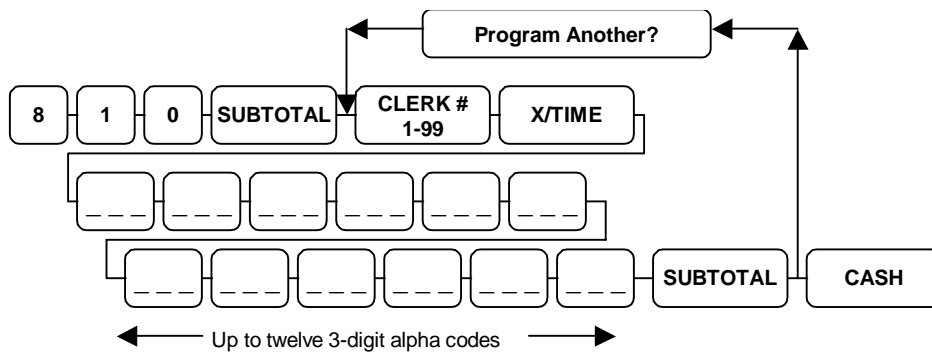 Program Another?
8 1 0 SUBTOTAL CLERK # 1-99 X/TIME
_ _ _ _ _ _ _ _ _ _ _ _ _ _ _ _ _ _
_ _ _ _ _ _ _ _ _ _ _ _ _ _ _ _ _ _ SUBTOTAL CASH
Up to twelve 3-digit alpha codes